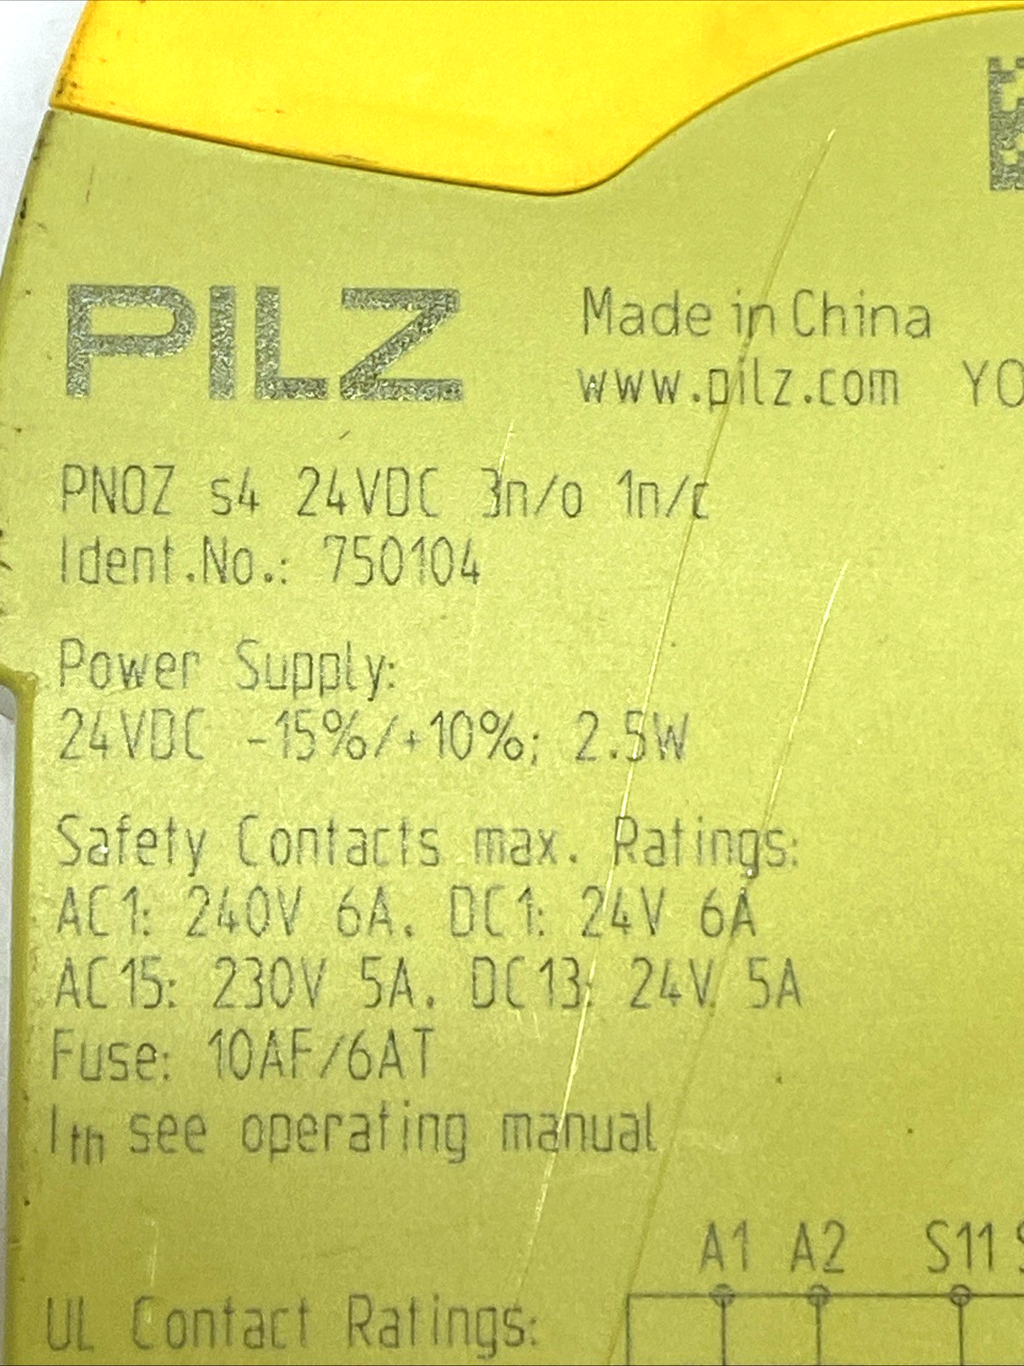 PILZ
Made in China
www.pilz.com YO
PNOZ s4 24VDC 3n/o 1n/c
Ident.No.: 750104
Power Supply:
24VDC -15%/+10%; 2.5W
Safety Contacts max. Ratings:
AC1: 240V 6A. DC1: 24V 6A
AC15: 230V 5A. DC13: 24V. 5A
Fuse: 10AF/6AT
Ith see operating manual
A1 A2 S11 S
UL Contact Ratings: